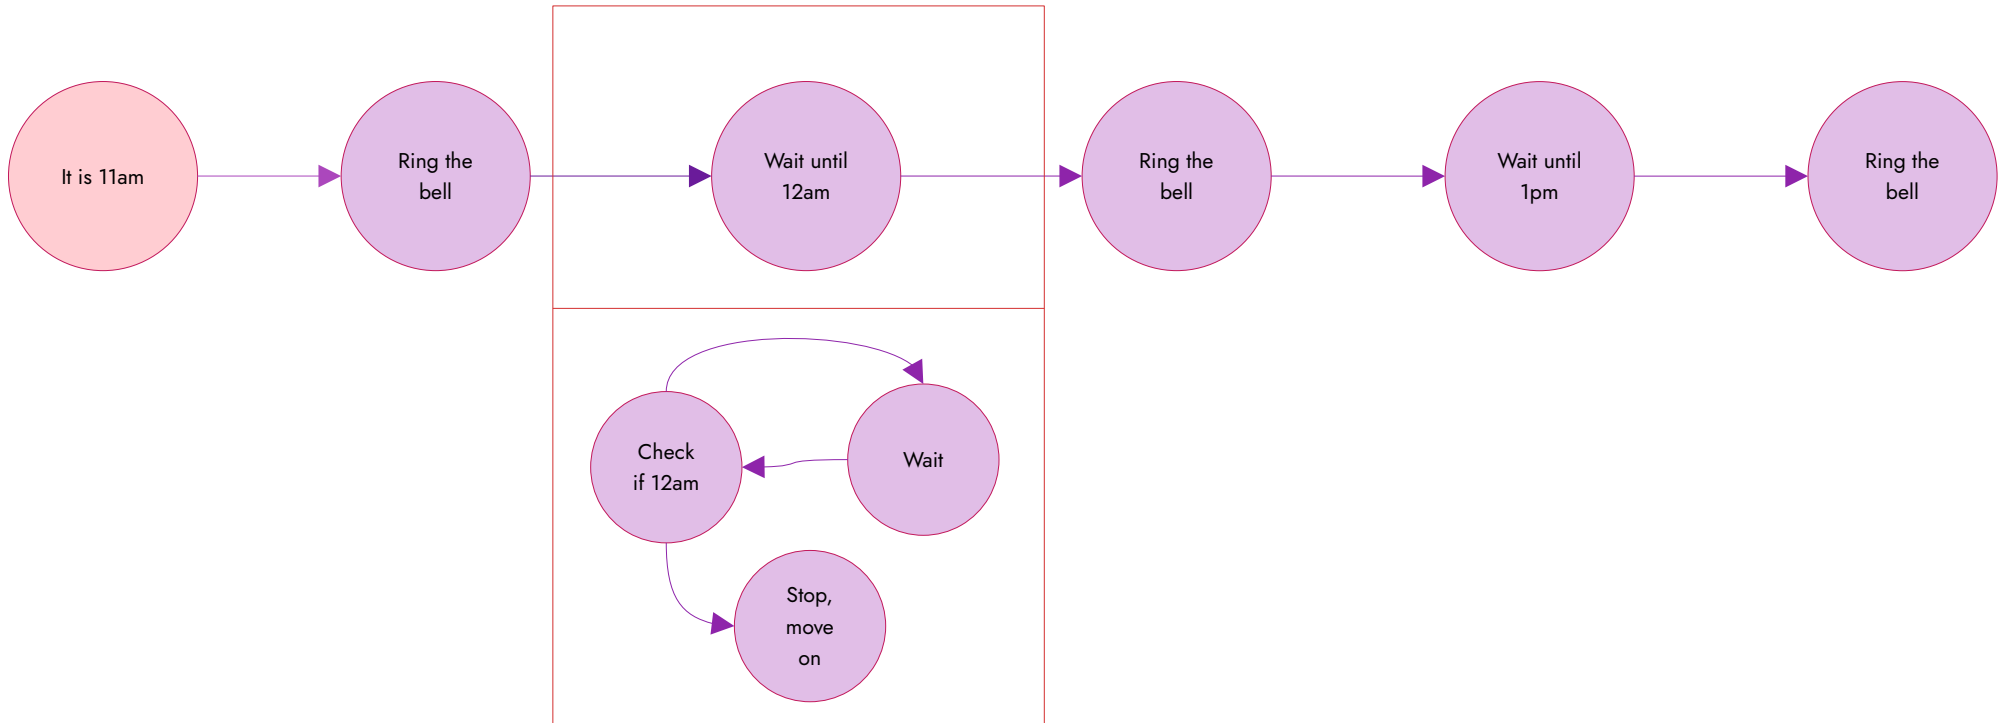 It is 11am
Ring the
bell
Wait until
12am
Ring the
bell
Wait until
1pm
Ring the
bell
Check
if 12am
Wait
Stop,
move
on